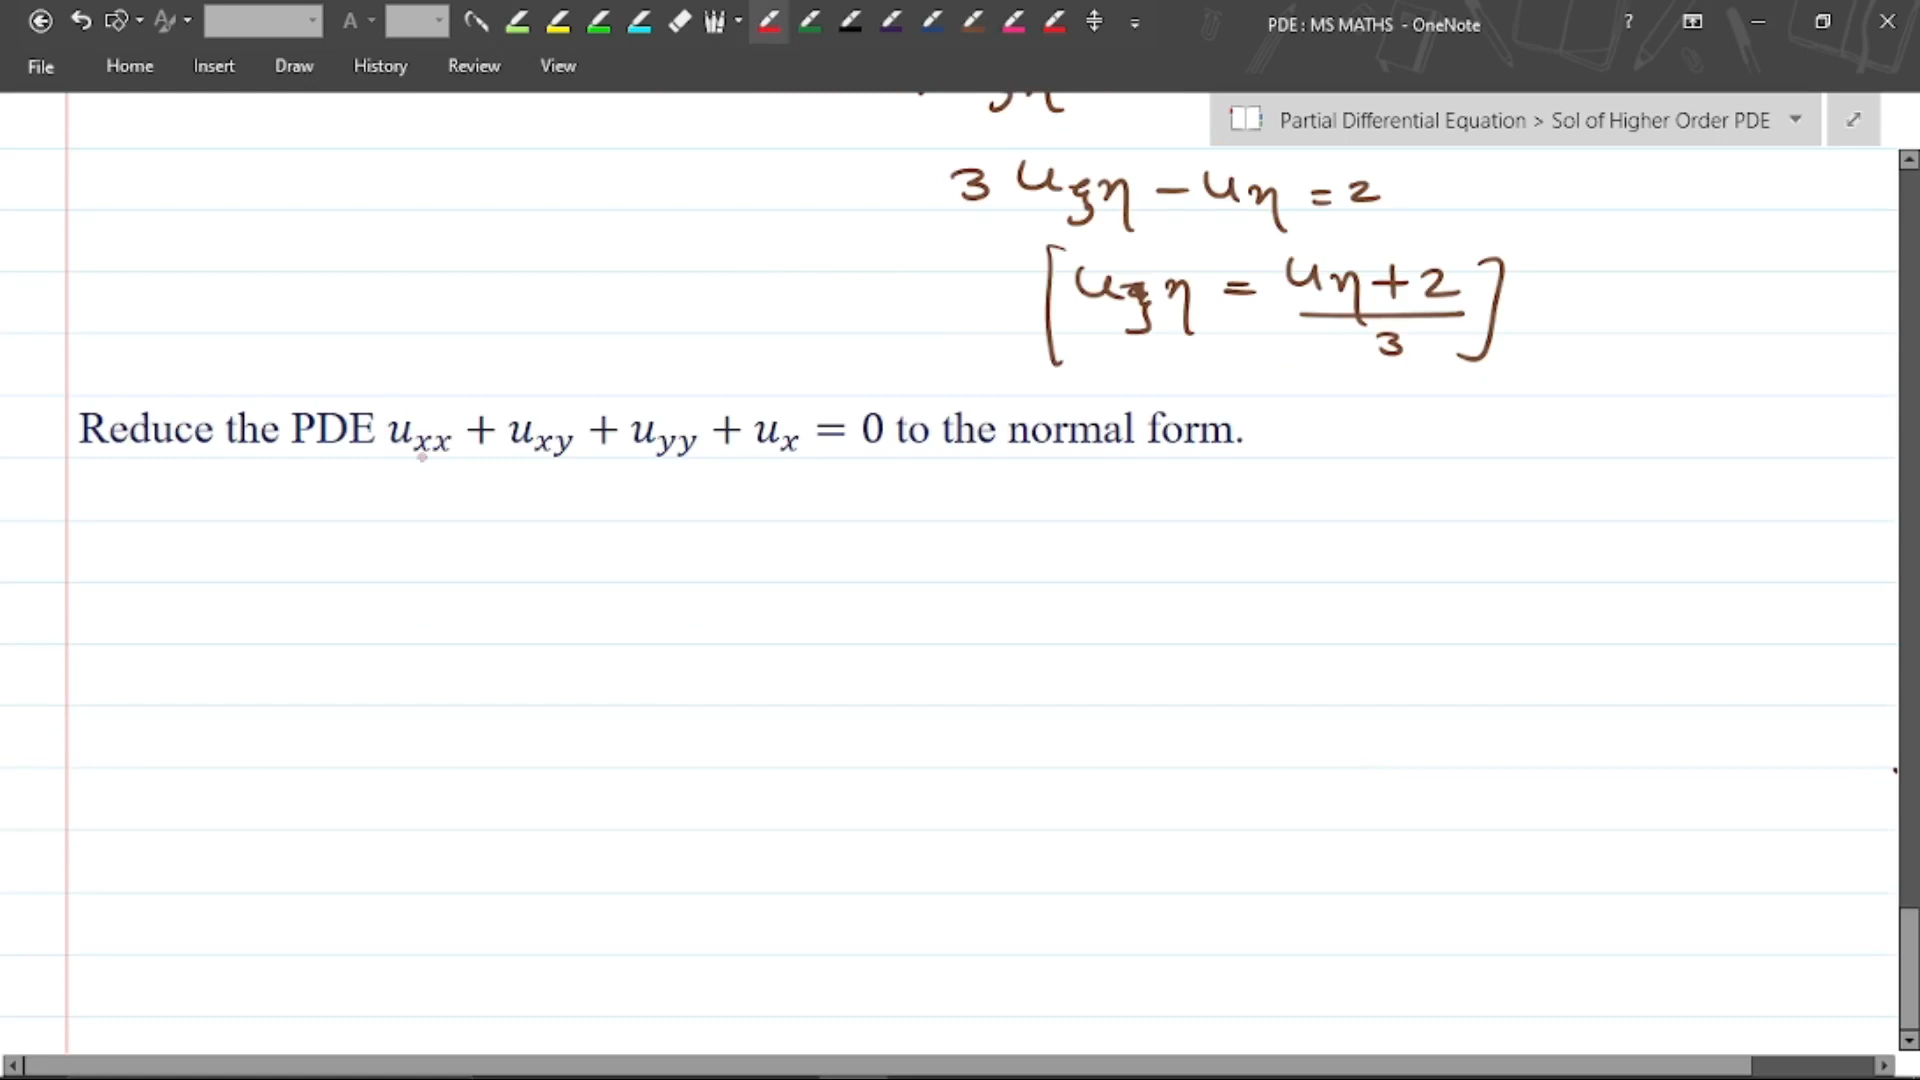 A
PDE : MS MATHS - OneNote
?
File Home Insert Draw History Review View
Partial Differential Equation > Sol of Higher Order PDE
3 uξη - uη = 2
[uξη = uη+2 / 3]
Reduce the PDE uₓₓ + uₓy + uyy + uₓ = 0 to the normal form.